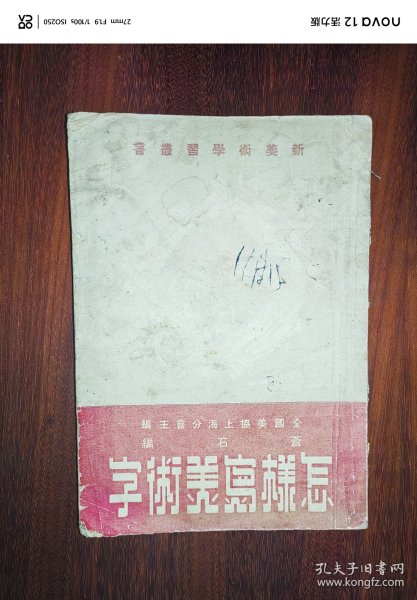 nova 12 活力版
27mm F1.9 1/100s ISO250
新美術學習叢書
全國美協上海分會主編
蒼石編
怎樣寫美術字
孔夫子旧书网
www.kongfz.com